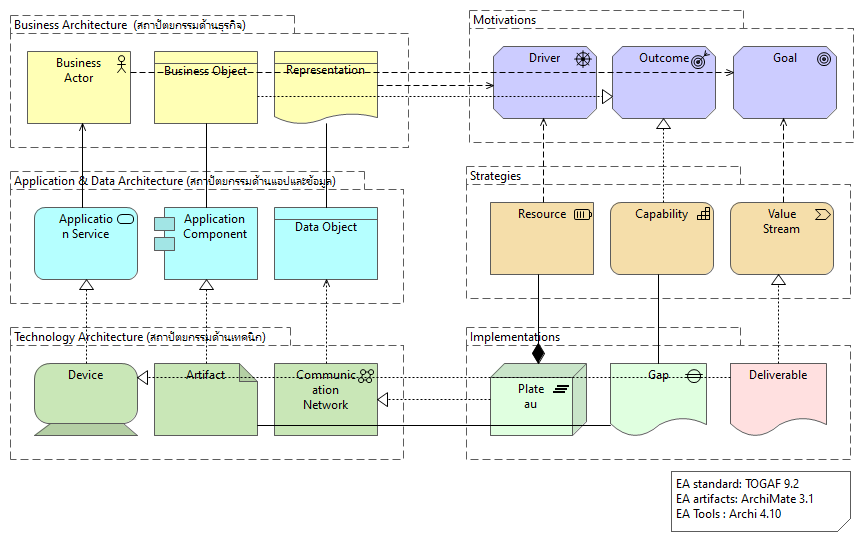 Business Architecture (สถาปัตยกรรมด้านธุรกิจ)
Business
Actor
Business Object
Representation
Motivations
Driver
Outcome
Goal
Application & Data Architecture (สถาปัตยกรรมด้านแอปและข้อมูล)
Applicatio
n Service
Application
Component
Data Object
Strategies
Resource
Capability
Value
Stream
Technology Architecture (สถาปัตยกรรมด้านเทคนิก)
Device
Artifact
Communic
ation
Network
Implementations
Plate
au
Gap
Deliverable
EA standard: TOGAF 9.2
EA artifacts: ArchiMate 3.1
EA Tools : Archi 4.10